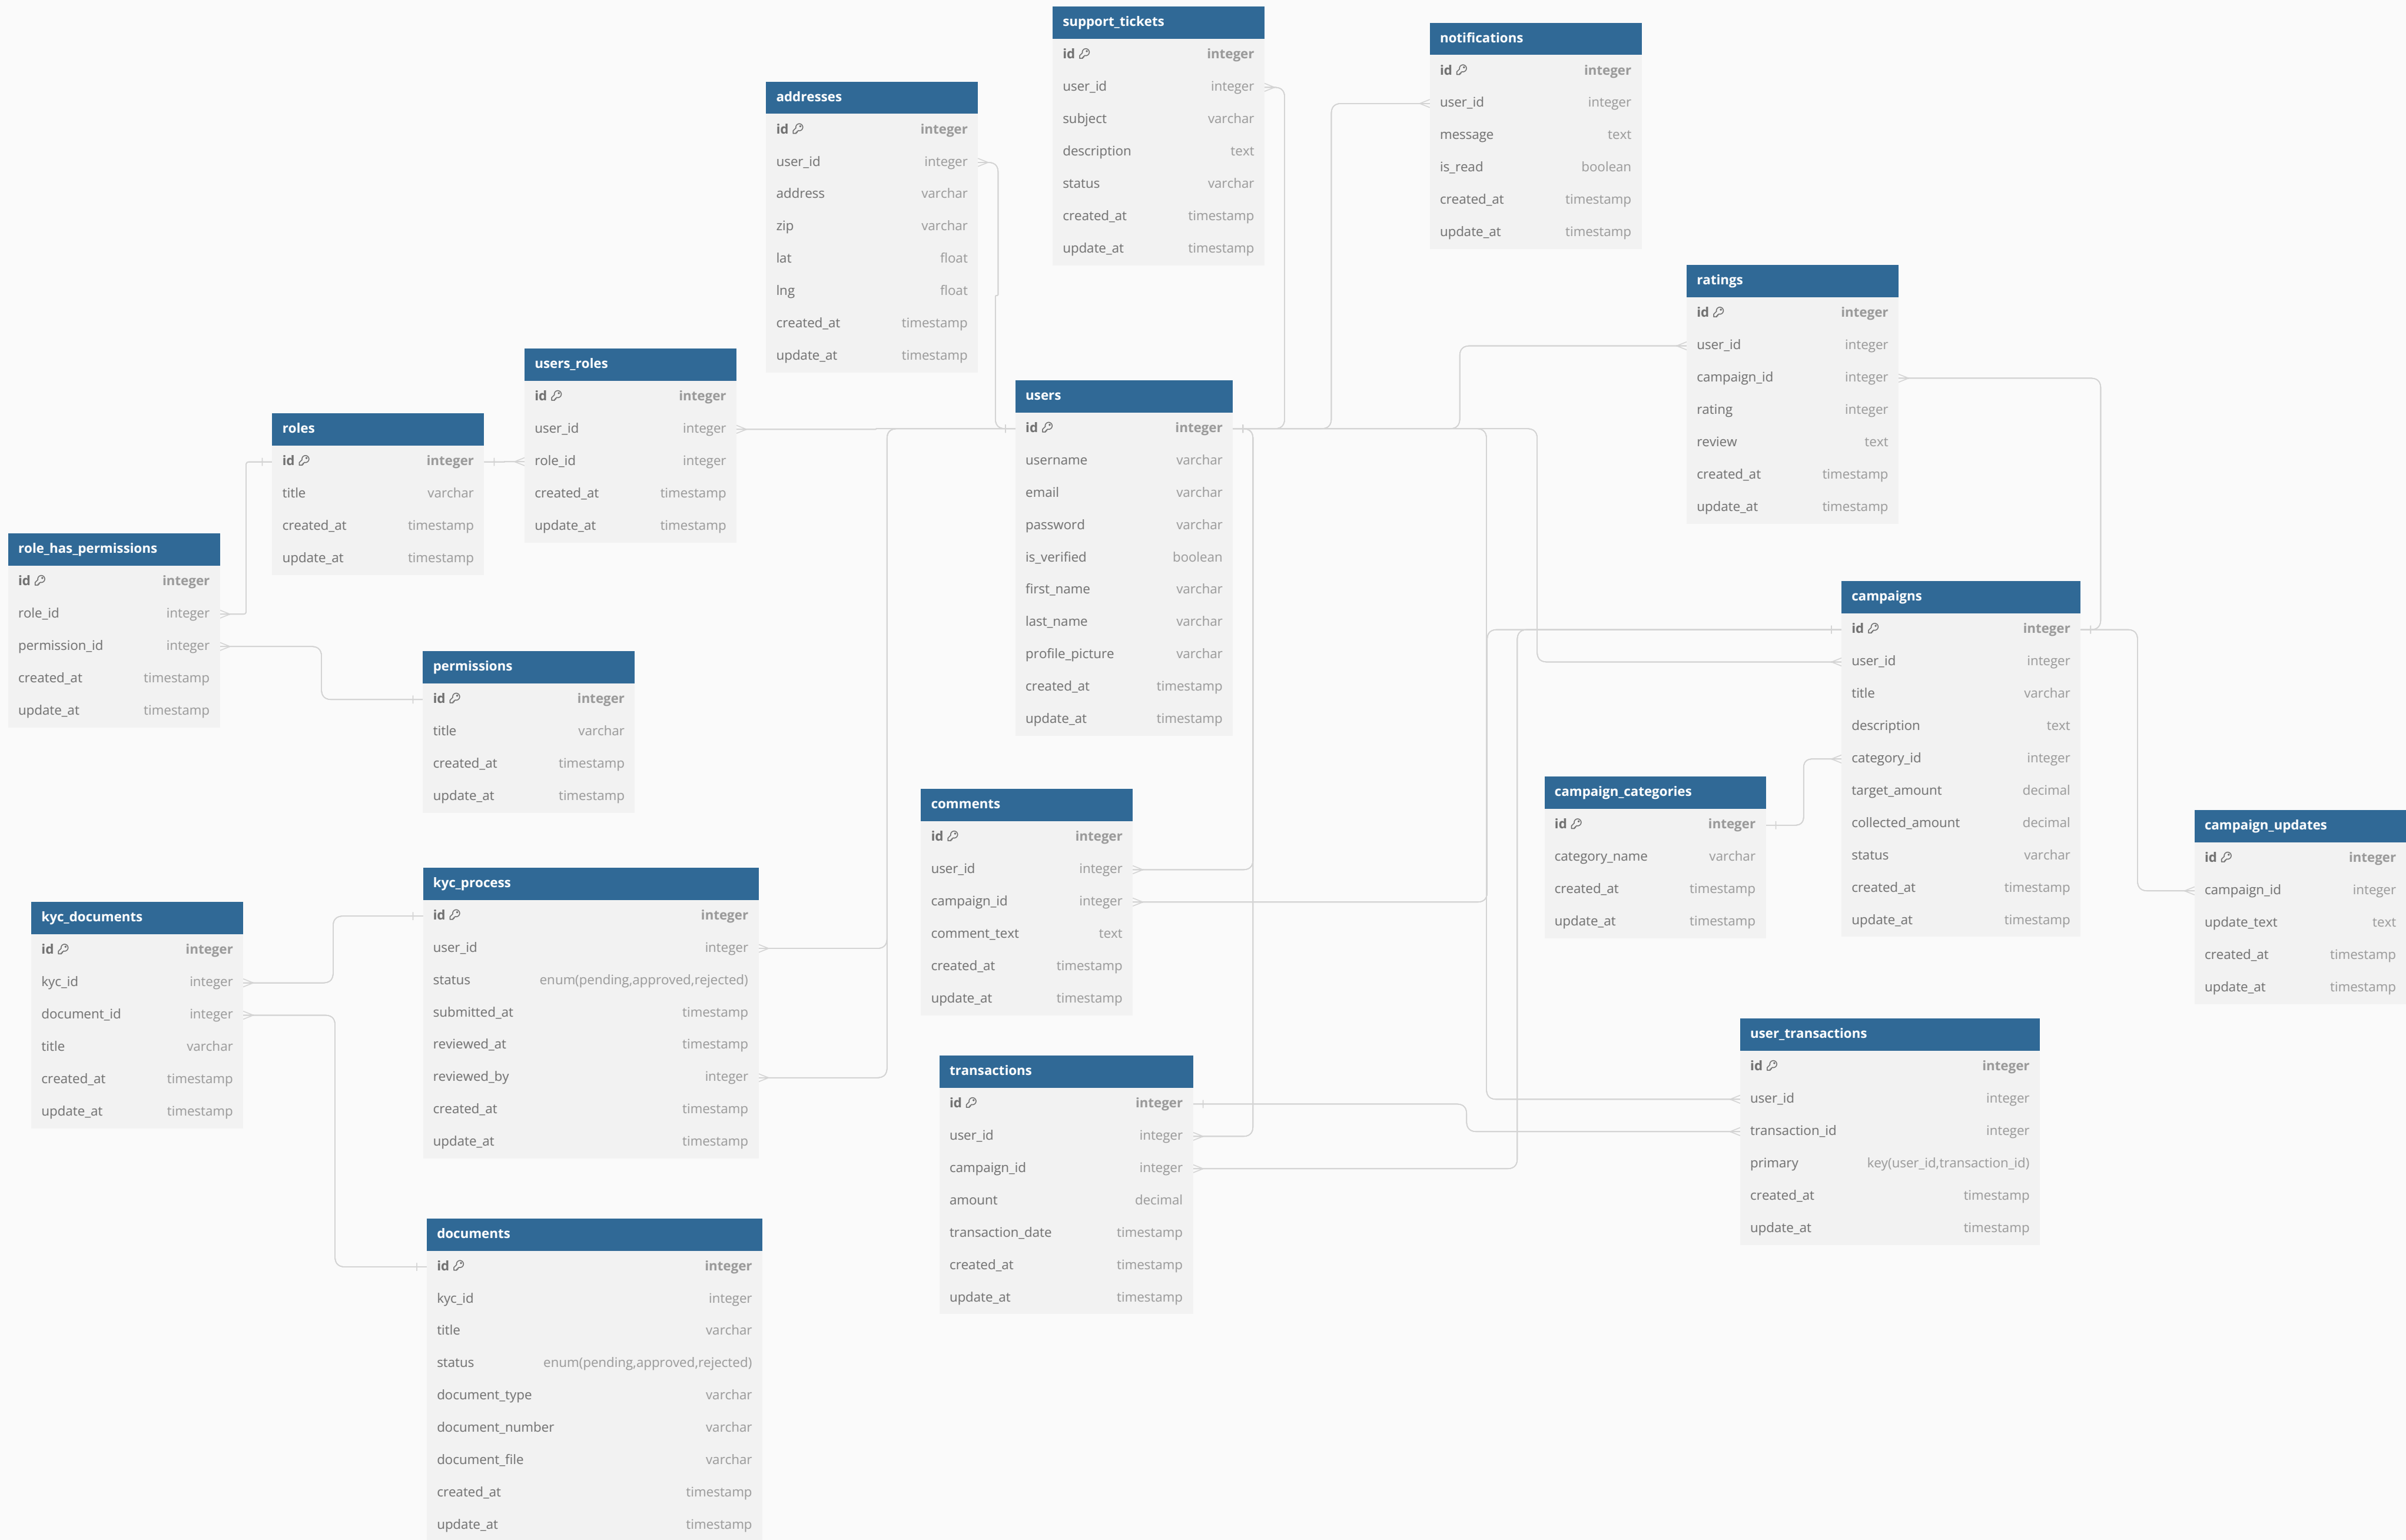 support_tickets
id integer
user_id integer
subject varchar
description text
status varchar
created_at timestamp
update_at timestamp
notifications
id integer
user_id integer
message text
is_read boolean
created_at timestamp
update_at timestamp
addresses
id integer
user_id integer
address varchar
zip varchar
lat float
lng float
created_at timestamp
update_at timestamp
ratings
id integer
user_id integer
campaign_id integer
rating integer
review text
created_at timestamp
update_at timestamp
users_roles
id integer
user_id integer
role_id integer
created_at timestamp
update_at timestamp
users
id integer
username varchar
email varchar
password varchar
is_verified boolean
first_name varchar
last_name varchar
profile_picture varchar
created_at timestamp
update_at timestamp
roles
id integer
title varchar
created_at timestamp
update_at timestamp
role_has_permissions
id integer
role_id integer
permission_id integer
created_at timestamp
update_at timestamp
campaigns
id integer
user_id integer
title varchar
description text
category_id integer
target_amount decimal
collected_amount decimal
status varchar
created_at timestamp
update_at timestamp
permissions
id integer
title varchar
created_at timestamp
update_at timestamp
campaign_categories
id integer
category_name varchar
created_at timestamp
update_at timestamp
comments
id integer
user_id integer
campaign_id integer
comment_text text
created_at timestamp
update_at timestamp
campaign_updates
id integer
campaign_id integer
update_text text
created_at timestamp
update_at timestamp
kyc_process
id integer
user_id integer
status enum(pending,approved,rejected)
submitted_at timestamp
reviewed_at timestamp
reviewed_by integer
created_at timestamp
update_at timestamp
kyc_documents
id integer
kyc_id integer
document_id integer
title varchar
created_at timestamp
update_at timestamp
user_transactions
id integer
user_id integer
transaction_id integer
primary key(user_id,transaction_id)
created_at timestamp
update_at timestamp
transactions
id integer
user_id integer
campaign_id integer
amount decimal
transaction_date timestamp
created_at timestamp
update_at timestamp
documents
id integer
kyc_id integer
title varchar
status enum(pending,approved,rejected)
document_type varchar
document_number varchar
document_file varchar
created_at timestamp
update_at timestamp